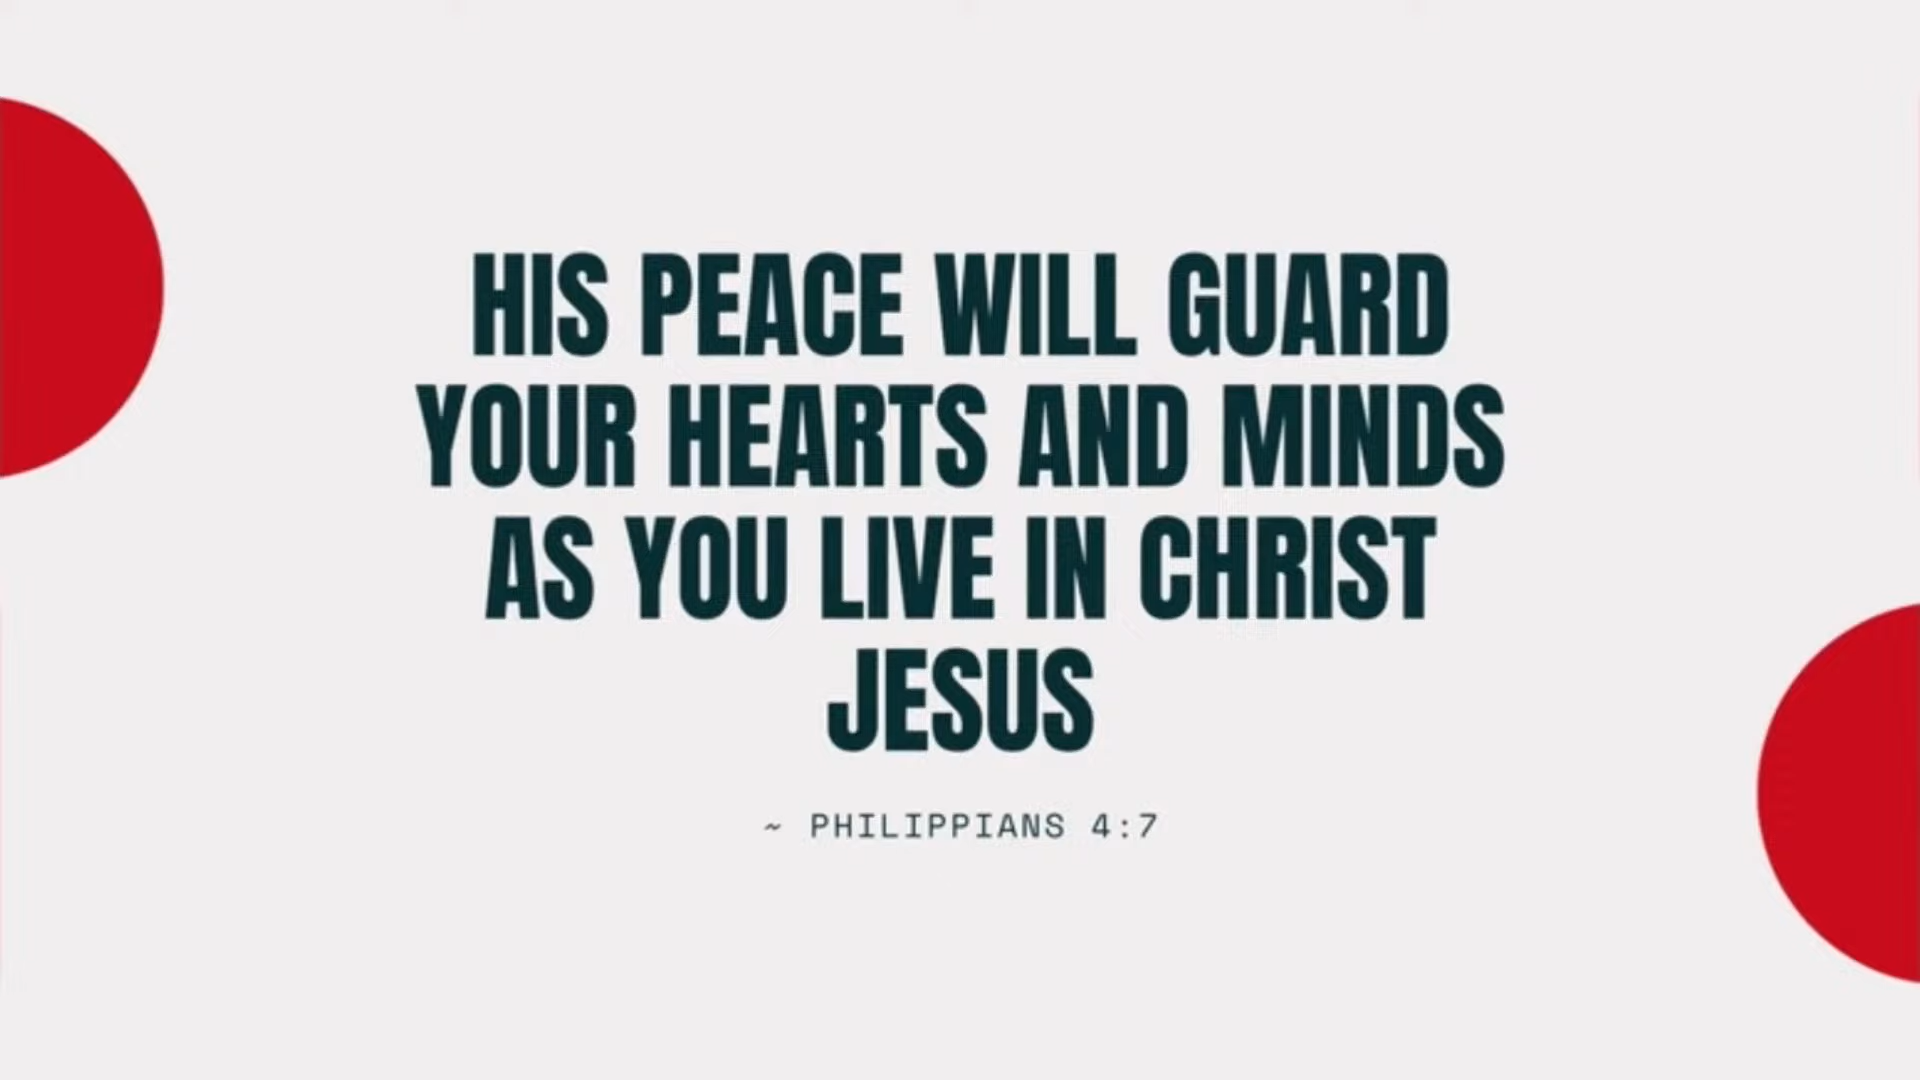 HIS PEACE WILL GUARD
YOUR HEARTS AND MINDS
AS YOU LIVE IN CHRIST
JESUS
~ PHILIPPIANS 4:7